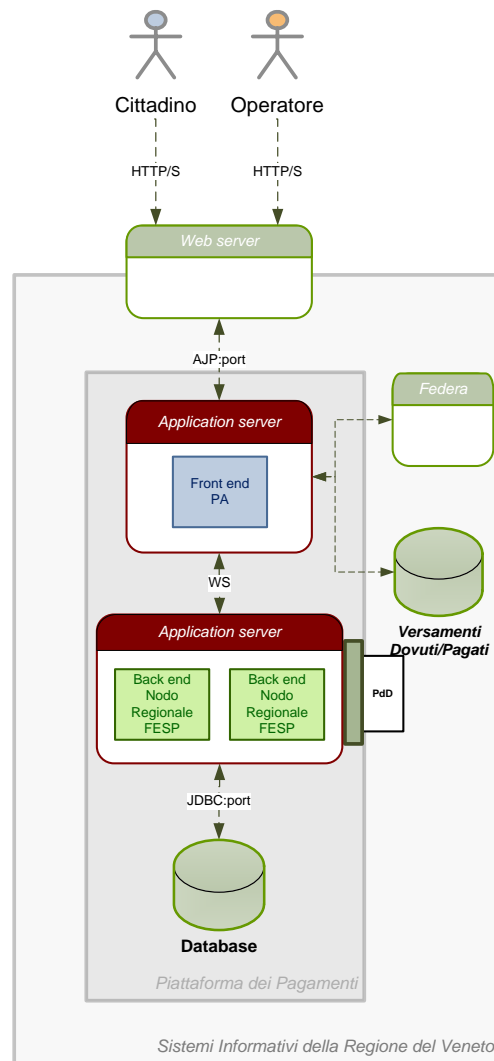 Cittadino
Operatore
HTTP/S
HTTP/S
Web server
AJP:port
Application server
Federa
Front end
PA
WS
Versamenti
Dovuti/Pagati
Application server
Back end
Nodo
Regionale
FESP
Back end
Nodo
Regionale
FESP
PdD
JDBC:port
Database
Piattaforma dei Pagamenti
Sistemi Informativi della Regione del Veneto